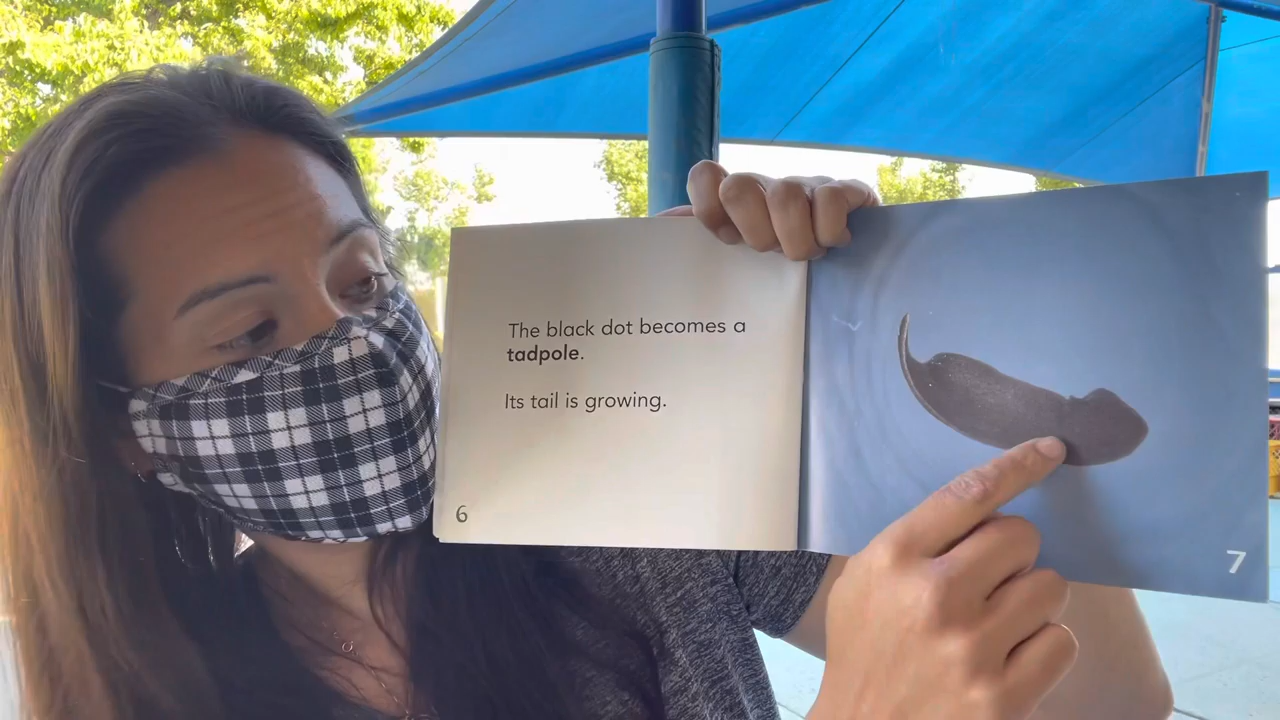 The black dot becomes a
tadpole.
Its tail is growing.
6
7